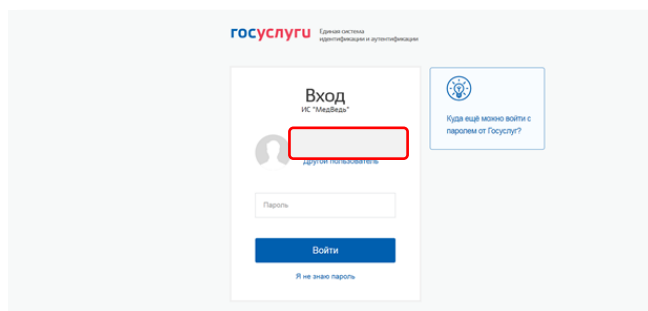 госуслуги
Единая система
идентификации и аутентификации
Вход
ИС "МедВедь"
Другой пользователь
Пароль
Войти
Я не знаю пароль
Куда ещё можно войти с
паролем от Госуслуг?